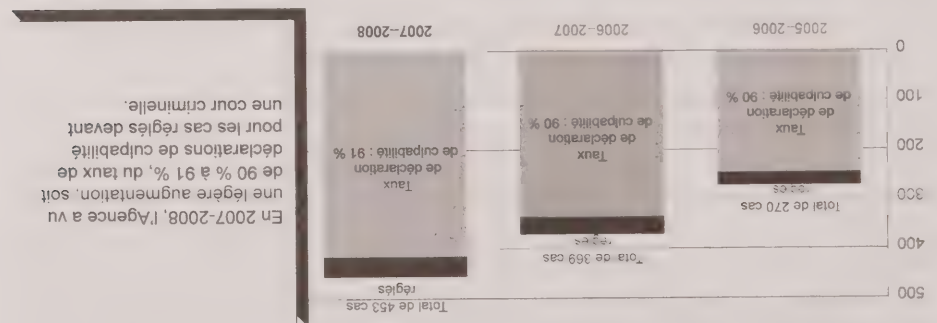 500
400
300
200
100
0
Total de 270 cas
réglés
Taux
de déclaration
de culpabilité : 90 %
2005-2006
Total de 369 cas
réglés
Taux
de déclaration
de culpabilité : 90 %
2006-2007
Total de 453 cas
réglés
Taux
de déclaration
de culpabilité : 91 %
2007-2008
En 2007-2008, l'Agence a vu
une légère augmentation. soit
de 90 % à 91 %, du taux de
déclarations de culpabilité
pour les cas réglés devant
une cour criminelle.